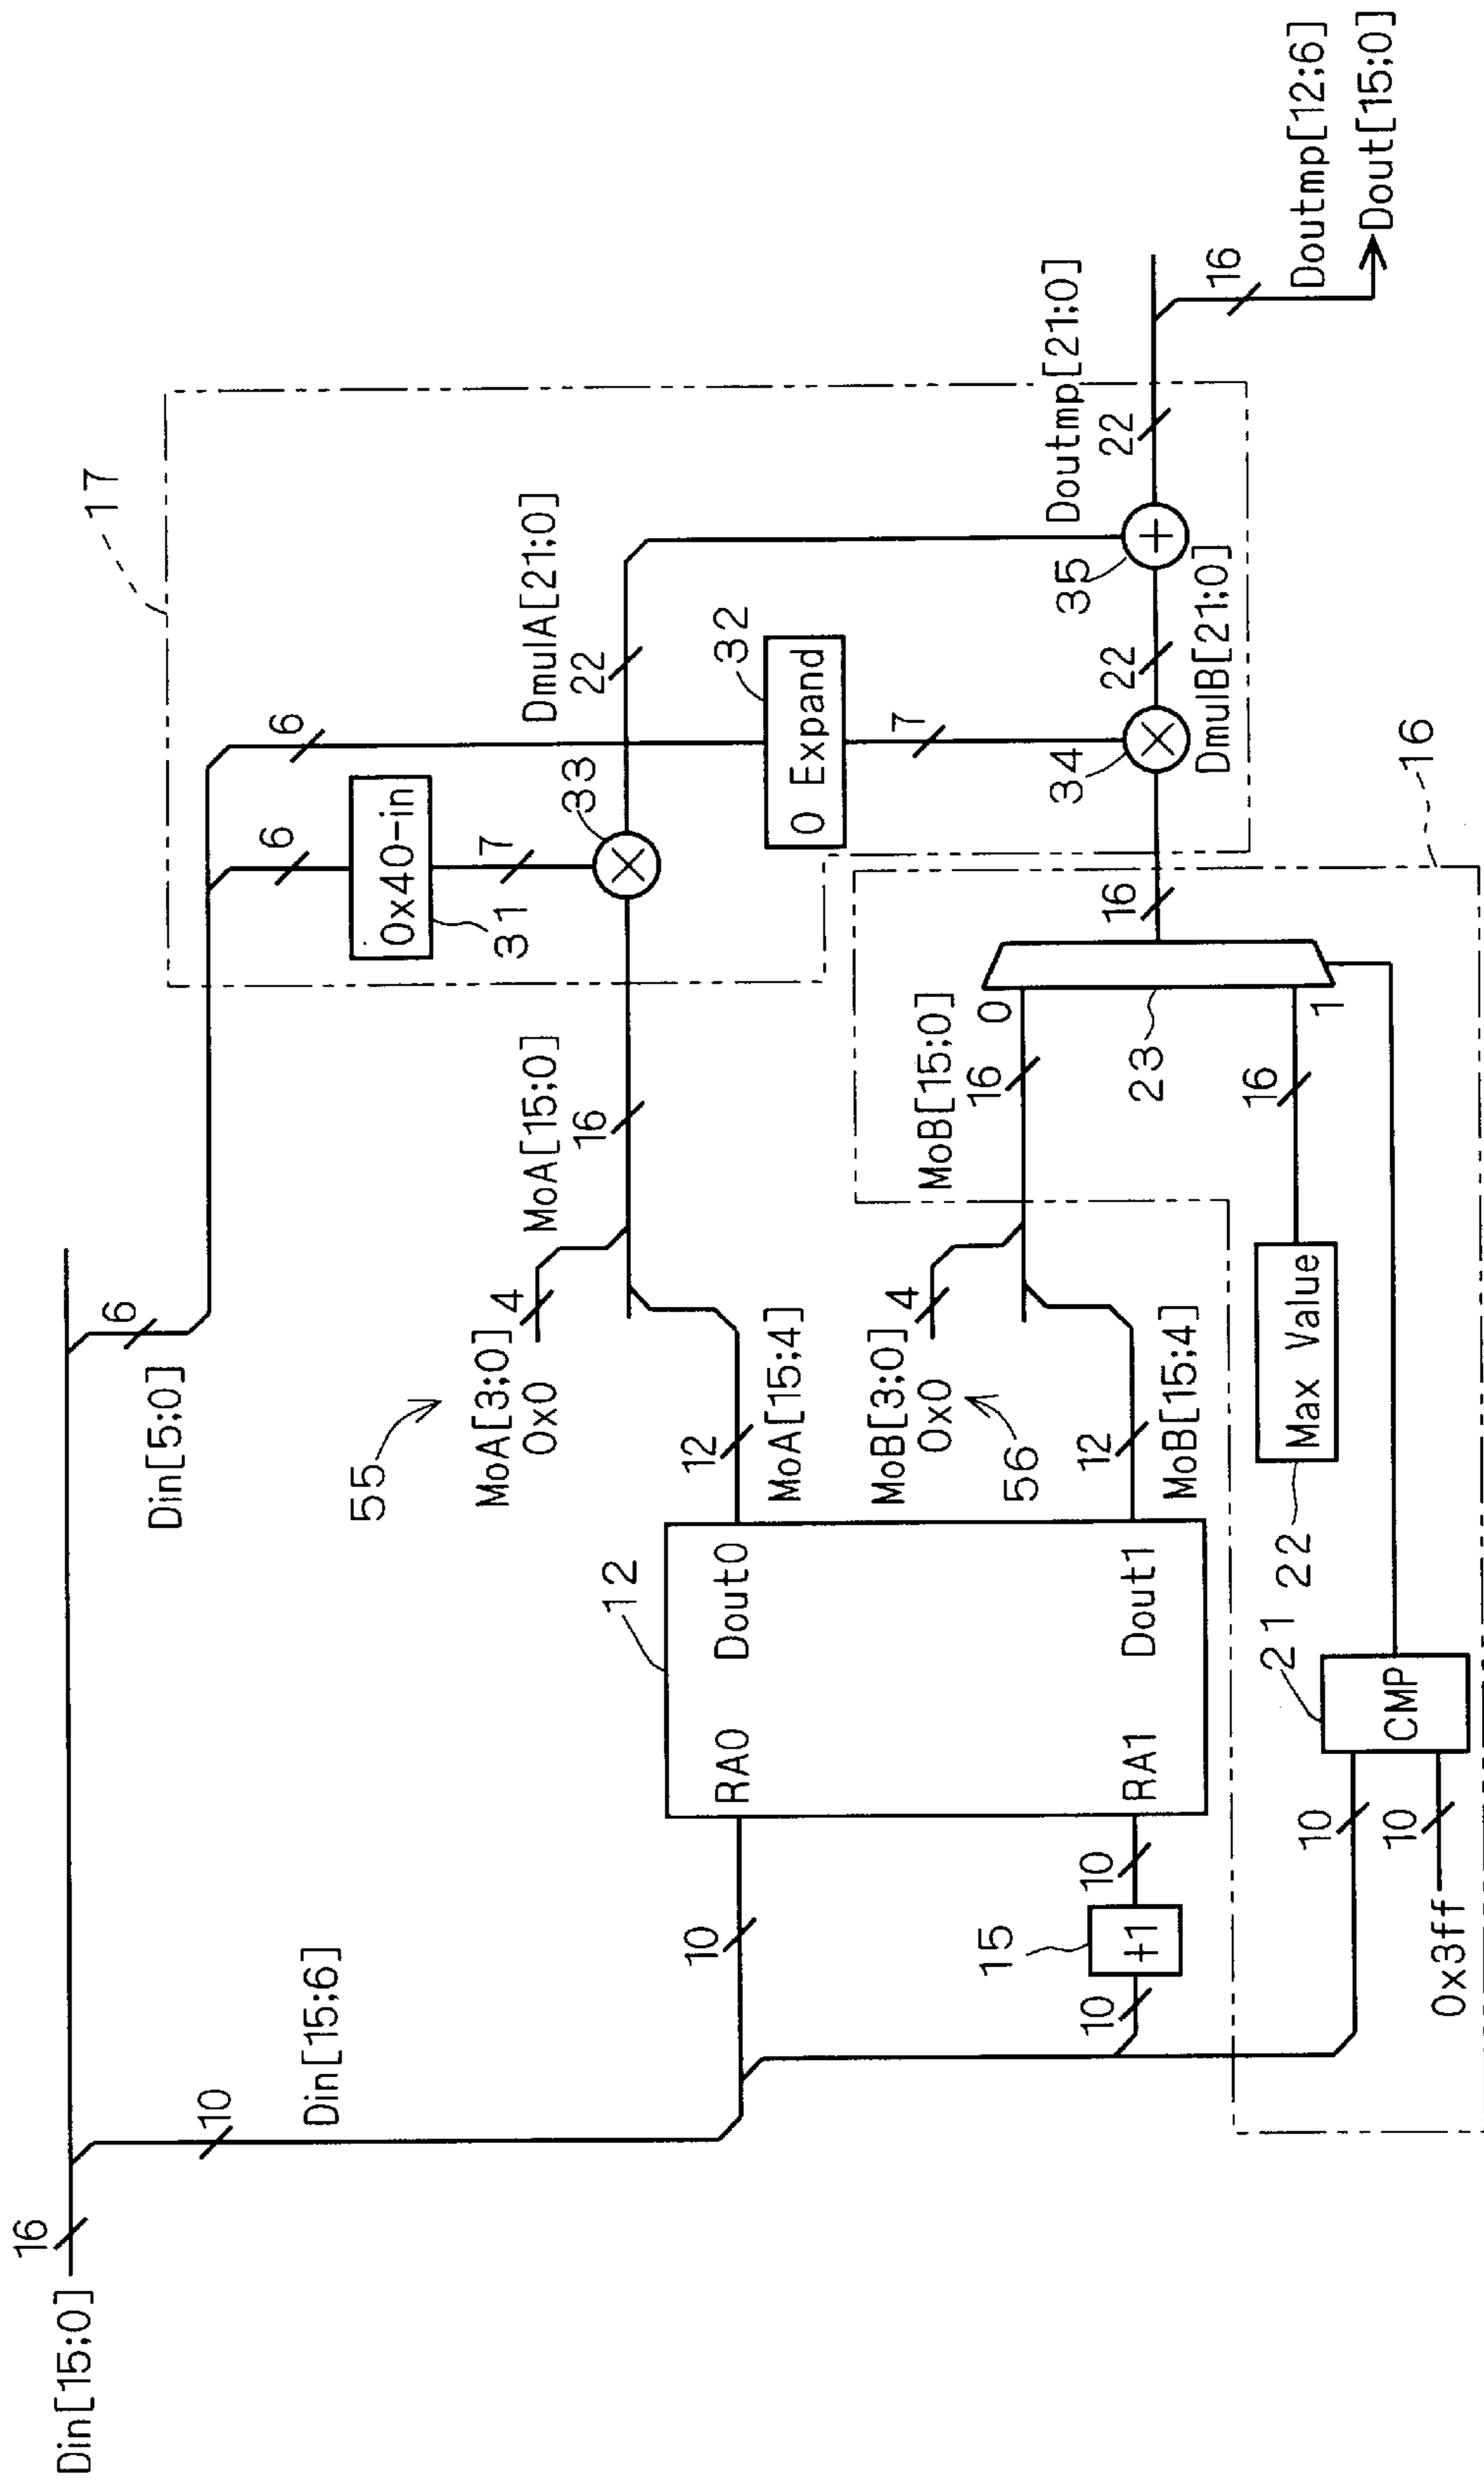 Din[15;0]
16
10
Din[15;6]
Din[5;0]
6
6
6
17
0x40-in
31
7
33
DmulA[21;0]
22
32
0 Expand
7
55
MoA[3;0]
0x0
4
MoA[15;0]
16
12
MoA[15;4]
12
RA0
Dout0
RA1
Dout1
10
15
+1
10
10
MoB[3;0]
0x0
4
56
12
MoB[15;4]
MoB[15;0]
16
0
1
23
16
16
22
Max Value
21
CMP
10
10
0x3ff
16
34
DmulB[21;0]
22
35
Doutmp[21;0]
22
16
Doutmp[12;6]
Dout[15;0]